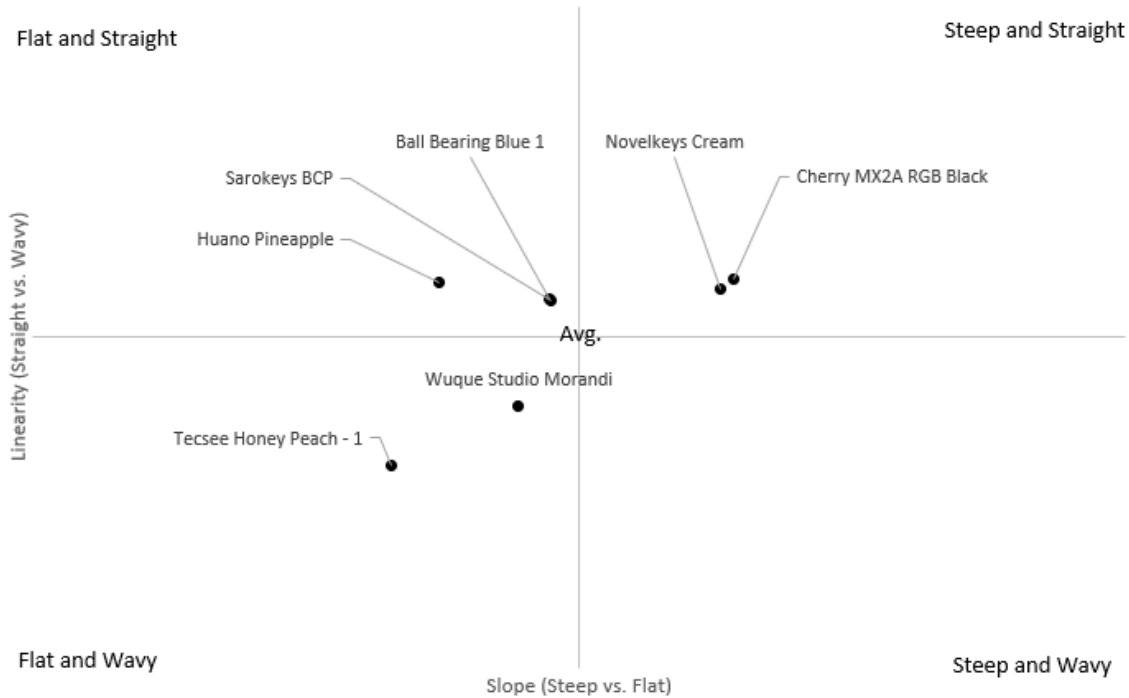 Flat and Straight
Steep and Straight
Ball Bearing Blue 1
Novelkeys Cream
Sarokeys BCP
Cherry MX2A RGB Black
Huano Pineapple
Linearity (Straight vs. Wavy)
Avg.
Wuque Studio Morandi
Tecsee Honey Peach - 1
Flat and Wavy
Steep and Wavy
Slope (Steep vs. Flat)